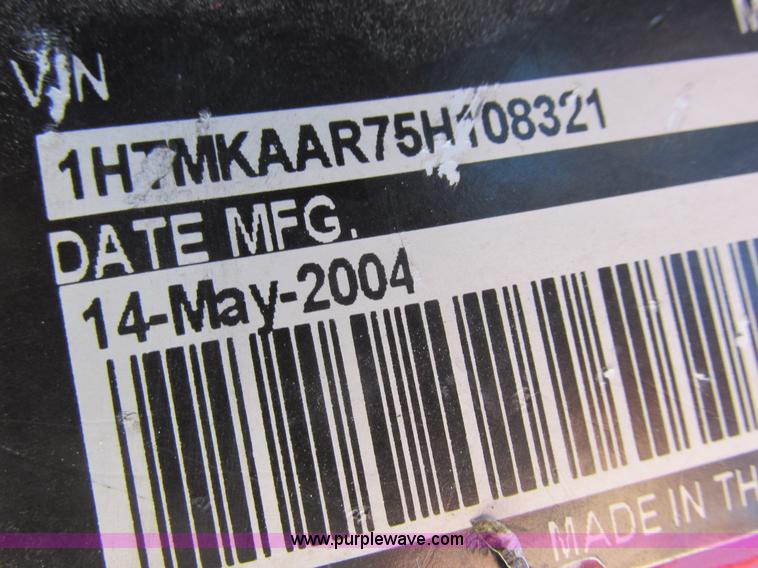 M
VIN
1HTMKAAR75H108321
DATE MFG.
14-May-2004
MADE IN TH
www.purplewave.com